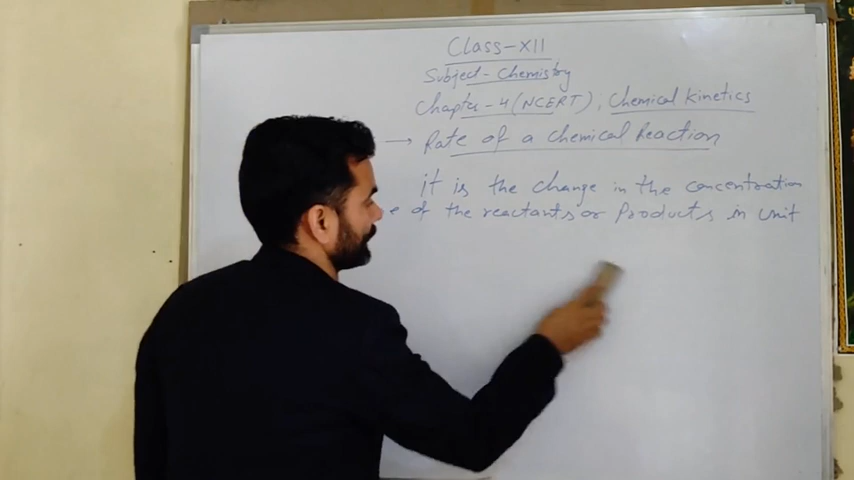 Class-XII
Subject- Chemistry
Chapter-4 (NCERT), Chemical Kinetics
→ Rate of a chemical Reaction
it is the change in the concentration
e of the reactants or Products in unit